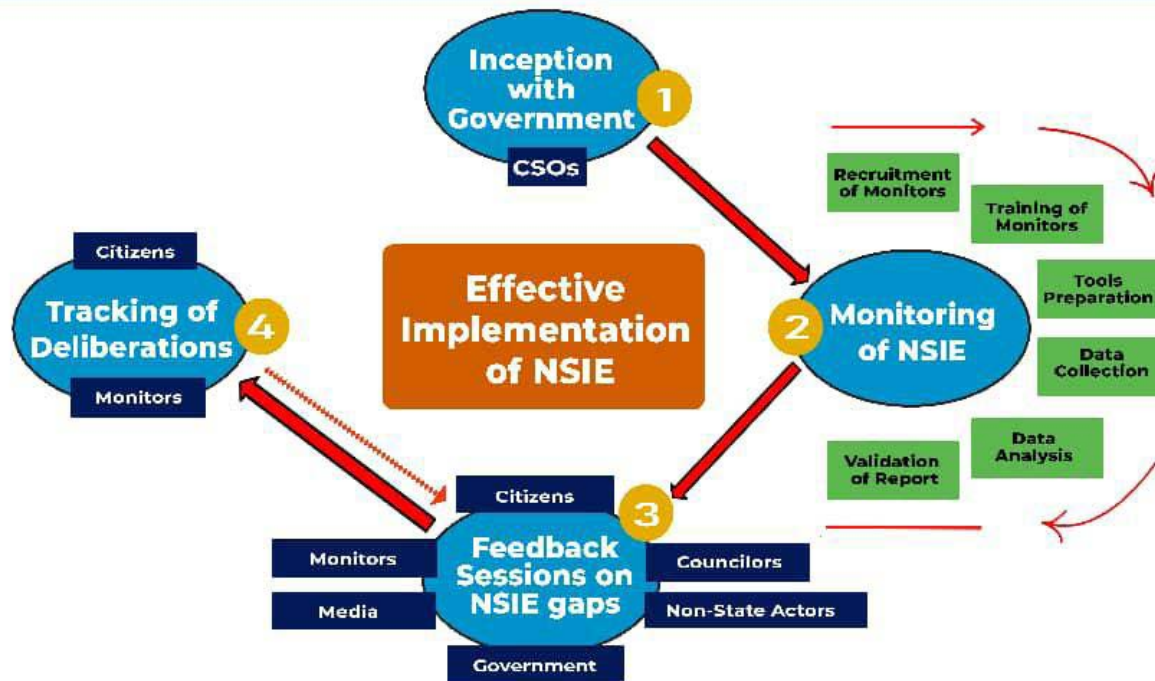 Inception
with
Government
1
CSOs
Recruitment
of Monitors
Training of
Monitors
Tools
Preparation
Data
Collection
Data
Analysis
Validation
of Report
2
Monitoring
of NSIE
Effective
Implementation
of NSIE
Citizens
Tracking of
Deliberations
4
Monitors
Citizens
3
Monitors
Media
Feedback
Sessions on
NSIE gaps
Councilors
Non-State Actors
Government